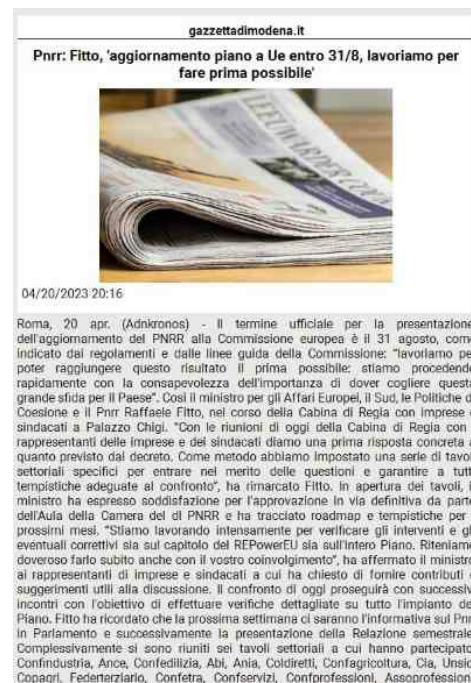 gazzettadimodena.it
Pnrr: Fitto, 'aggiornamento piano a Ue entro 31/8, lavoriamo per
fare prima possibile'
LEEUWARDER COU
04/20/2023 20:16
Roma, 20 apr. (Adnkronos) - Il termine ufficiale per la presentazione
dell'aggiornamento del PNRR alla Commissione europea è il 31 agosto, come
indicato dai regolamenti e dalle linee guida della Commissione: "lavoriamo pe
poter raggiungere questo risultato il prima possibile: stiamo procedendo
rapidamente con la consapevolezza dell'importanza di dover cogliere questa
grande sfida per il Paese". Così il ministro per gli Affari Europei, il Sud, le Politiche d
Coesione e il Pnrr Raffaele Fitto, nel corso della Cabina di Regia con imprese e
sindacati a Palazzo Chigi. "Con le riunioni di oggi della Cabina di Regia con
rappresentanti delle imprese e dei sindacati diamo una prima risposta concreta a
quanto previsto dal decreto. Come metodo abbiamo impostato una serie di tavol
settoriali specifici per entrare nel merito delle questioni e garantire a tutt
tempistiche adeguate al confronto", ha rimarcato Fitto. In apertura dei tavoli, i
ministro ha espresso soddisfazione per l'approvazione in via definitiva da parte
dell'Aula della Camera del dl PNRR e ha tracciato roadmap e tempistiche per
prossimi mesi. "Stiamo lavorando intensamente per verificare gli interventi e gl
eventuali correttivi sia sul capitolo del REPowerEU sia sull'intero Piano. Riteniamo
doveroso farlo subito anche con il vostro coinvolgimento", ha affermato il ministro
ai rappresentanti di imprese e sindacati a cui ha chiesto di fornire contributi e
suggerimenti utili alla discussione. Il confronto di oggi proseguirà con successiv
incontri con l'obiettivo di effettuare verifiche dettagliate su tutto l'impianto de
Piano. Fitto ha ricordato che la prossima settimana ci saranno l'informativa sul Pnr
in Parlamento e successivamente la presentazione della Relazione semestrale
Complessivamente si sono riuniti sei tavoli settoriali a cui hanno partecipato
Confindustria, Ance, Confedilizia, Abi, Ania, Coldiretti, Confagricoltura, Cia, Unsic
Copagri, Federterziario, Confetra, Confservizi, Confprofessioni, Assoprofession